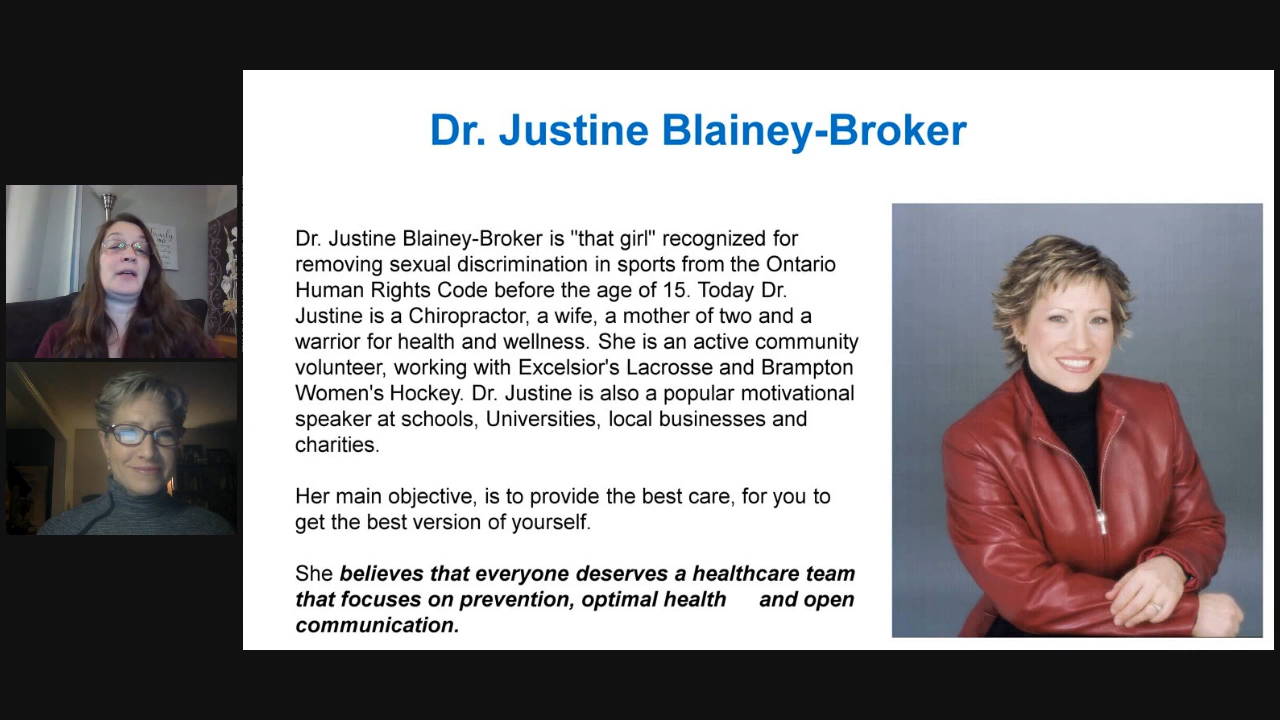 Dr. Justine Blainey-Broker
Dr. Justine Blainey-Broker is "that girl" recognized for
removing sexual discrimination in sports from the Ontario
Human Rights Code before the age of 15. Today Dr.
Justine is a Chiropractor, a wife, a mother of two and a
warrior for health and wellness. She is an active community
volunteer, working with Excelsior's Lacrosse and Brampton
Women's Hockey. Dr. Justine is also a popular motivational
speaker at schools, Universities, local businesses and
charities.
Her main objective, is to provide the best care, for you to
get the best version of yourself.
She believes that everyone deserves a healthcare team
that focuses on prevention, optimal health and open
communication.